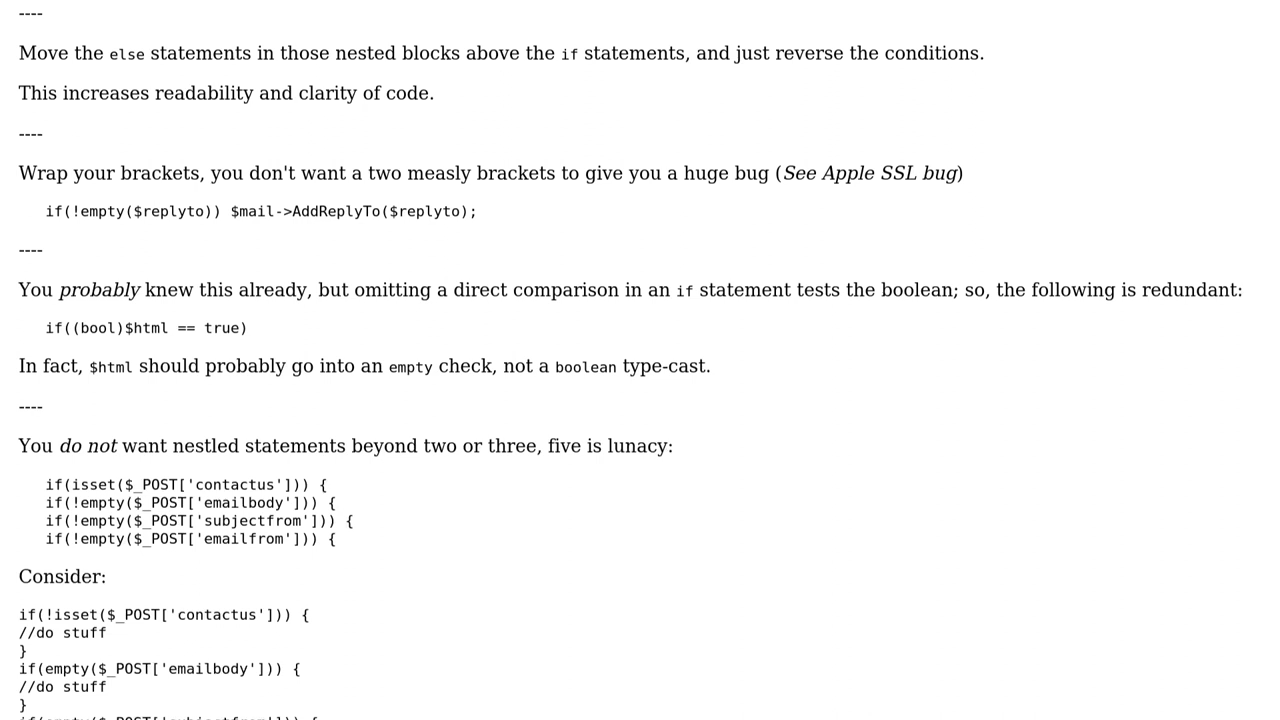 ----
Move the else statements in those nested blocks above the if statements, and just reverse the conditions.
This increases readability and clarity of code.
----
Wrap your brackets, you don't want a two measly brackets to give you a huge bug (See Apple SSL bug)
if(!empty($replyto)) $mail->AddReplyTo($replyto);
----
You probably knew this already, but omitting a direct comparison in an if statement tests the boolean; so, the following is redundant:
if((bool)$html == true)
In fact, $html should probably go into an empty check, not a boolean type-cast.
----
You do not want nestled statements beyond two or three, five is lunacy:
if(isset($_POST['contactus'])) {
if(!empty($_POST['emailbody'])) {
if(!empty($_POST['subjectfrom'])) {
if(!empty($_POST['emailfrom'])) {
Consider:
if(!isset($_POST['contactus'])) {
//do stuff
}
if(empty($_POST['emailbody'])) {
//do stuff
}